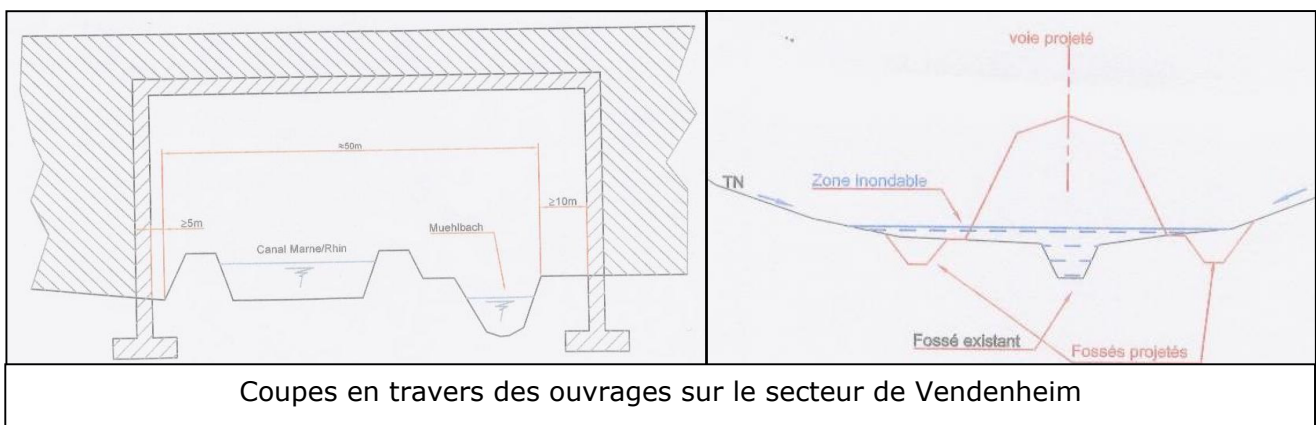 ≈50m
≥5m
≥10m
Muehlbach
Canal Marne/Rhin
voie projeté
TN
Zone inondable
Fossé existant
Fossés projetés
Coupes en travers des ouvrages sur le secteur de Vendenheim